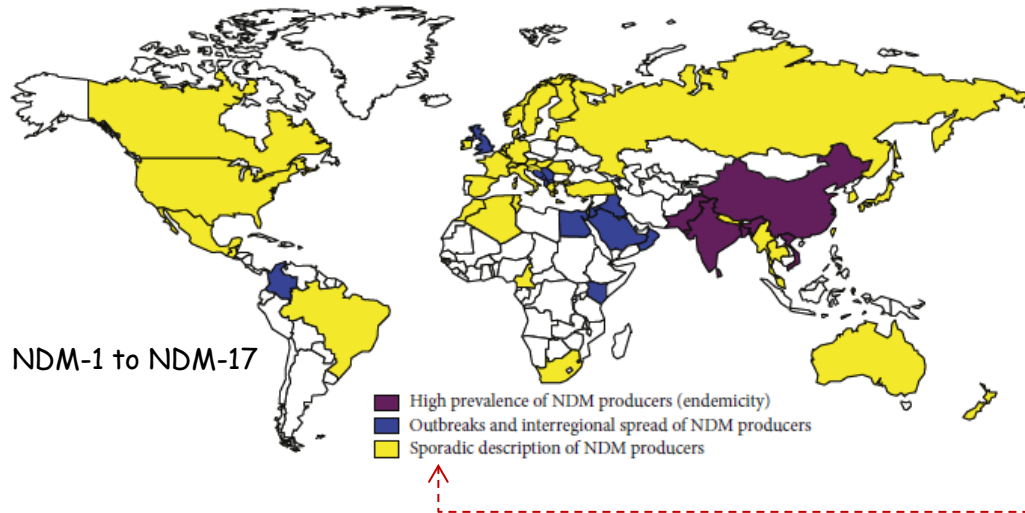 NDM-1 to NDM-17
High prevalence of NDM producers (endemicity)
Outbreaks and interregional spread of NDM producers
Sporadic description of NDM producers